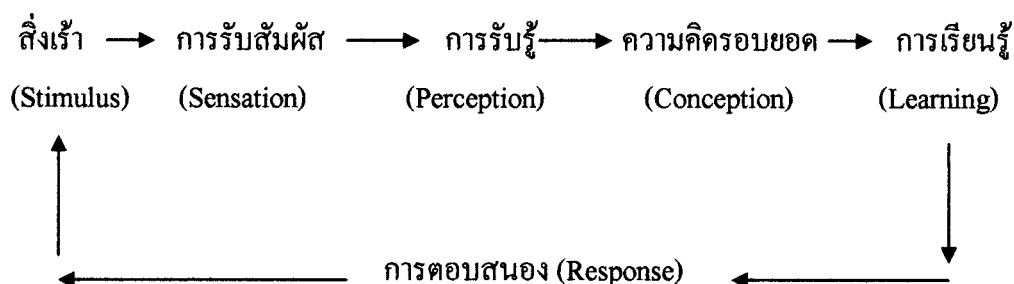 สิ่งเร้า การรับสัมผัส การรับรู้ ความคิดรอบยอด การเรียนรู้
(Stimulus) (Sensation) (Perception) (Conception) (Learning)
การตอบสนอง (Response)